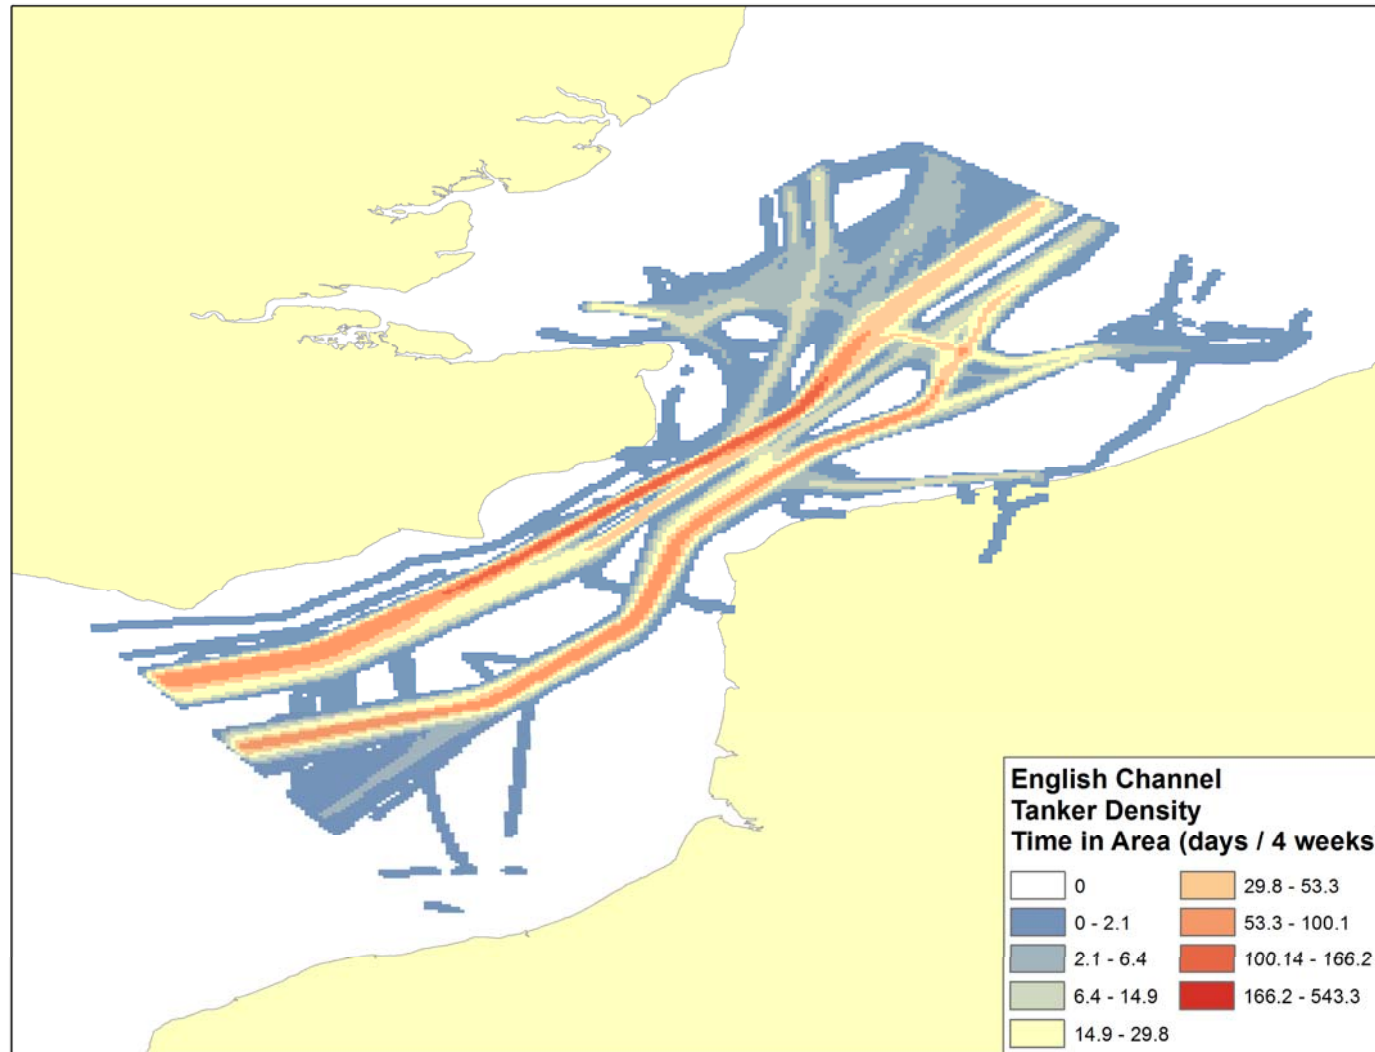 English Channel
Tanker Density
Time in Area (days / 4 weeks
0
29.8 - 53.3
0 - 2.1
53.3 - 100.1
2.1 - 6.4
100.14 - 166.2
6.4 - 14.9
166.2 - 543.3
14.9 - 29.8